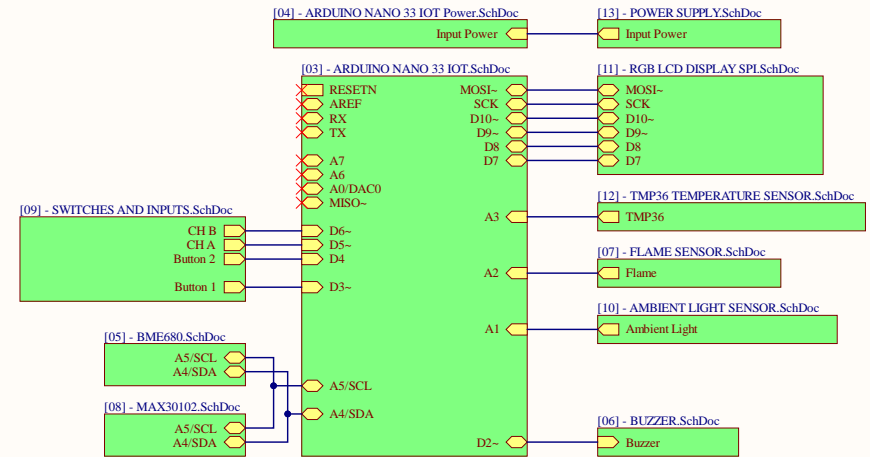 [04] - ARDUINO NANO 33 IOT Power.SchDoc
Input Power
[13] - POWER SUPPLY.SchDoc
Input Power
[03] - ARDUINO NANO 33 IOT.SchDoc
RESETN
AREF
RX
TX
A7
A6
A0/DAC0
MISO~
D6~
D5~
D4
D3~
A5/SCL
A4/SDA
MOSI~
SCK
D10~
D9~
D8
D7
A3
A2
A1
D2~
[11] - RGB LCD DISPLAY SPI.SchDoc
MOSI~
SCK
D10~
D9~
D8
D7
[12] - TMP36 TEMPERATURE SENSOR.SchDoc
TMP36
[07] - FLAME SENSOR.SchDoc
Flame
[10] - AMBIENT LIGHT SENSOR.SchDoc
Ambient Light
[09] - SWITCHES AND INPUTS.SchDoc
CH B
CH A
Button 2
Button 1
[05] - BME680.SchDoc
A5/SCL
A4/SDA
[08] - MAX30102.SchDoc
A5/SCL
A4/SDA
[06] - BUZZER.SchDoc
Buzzer